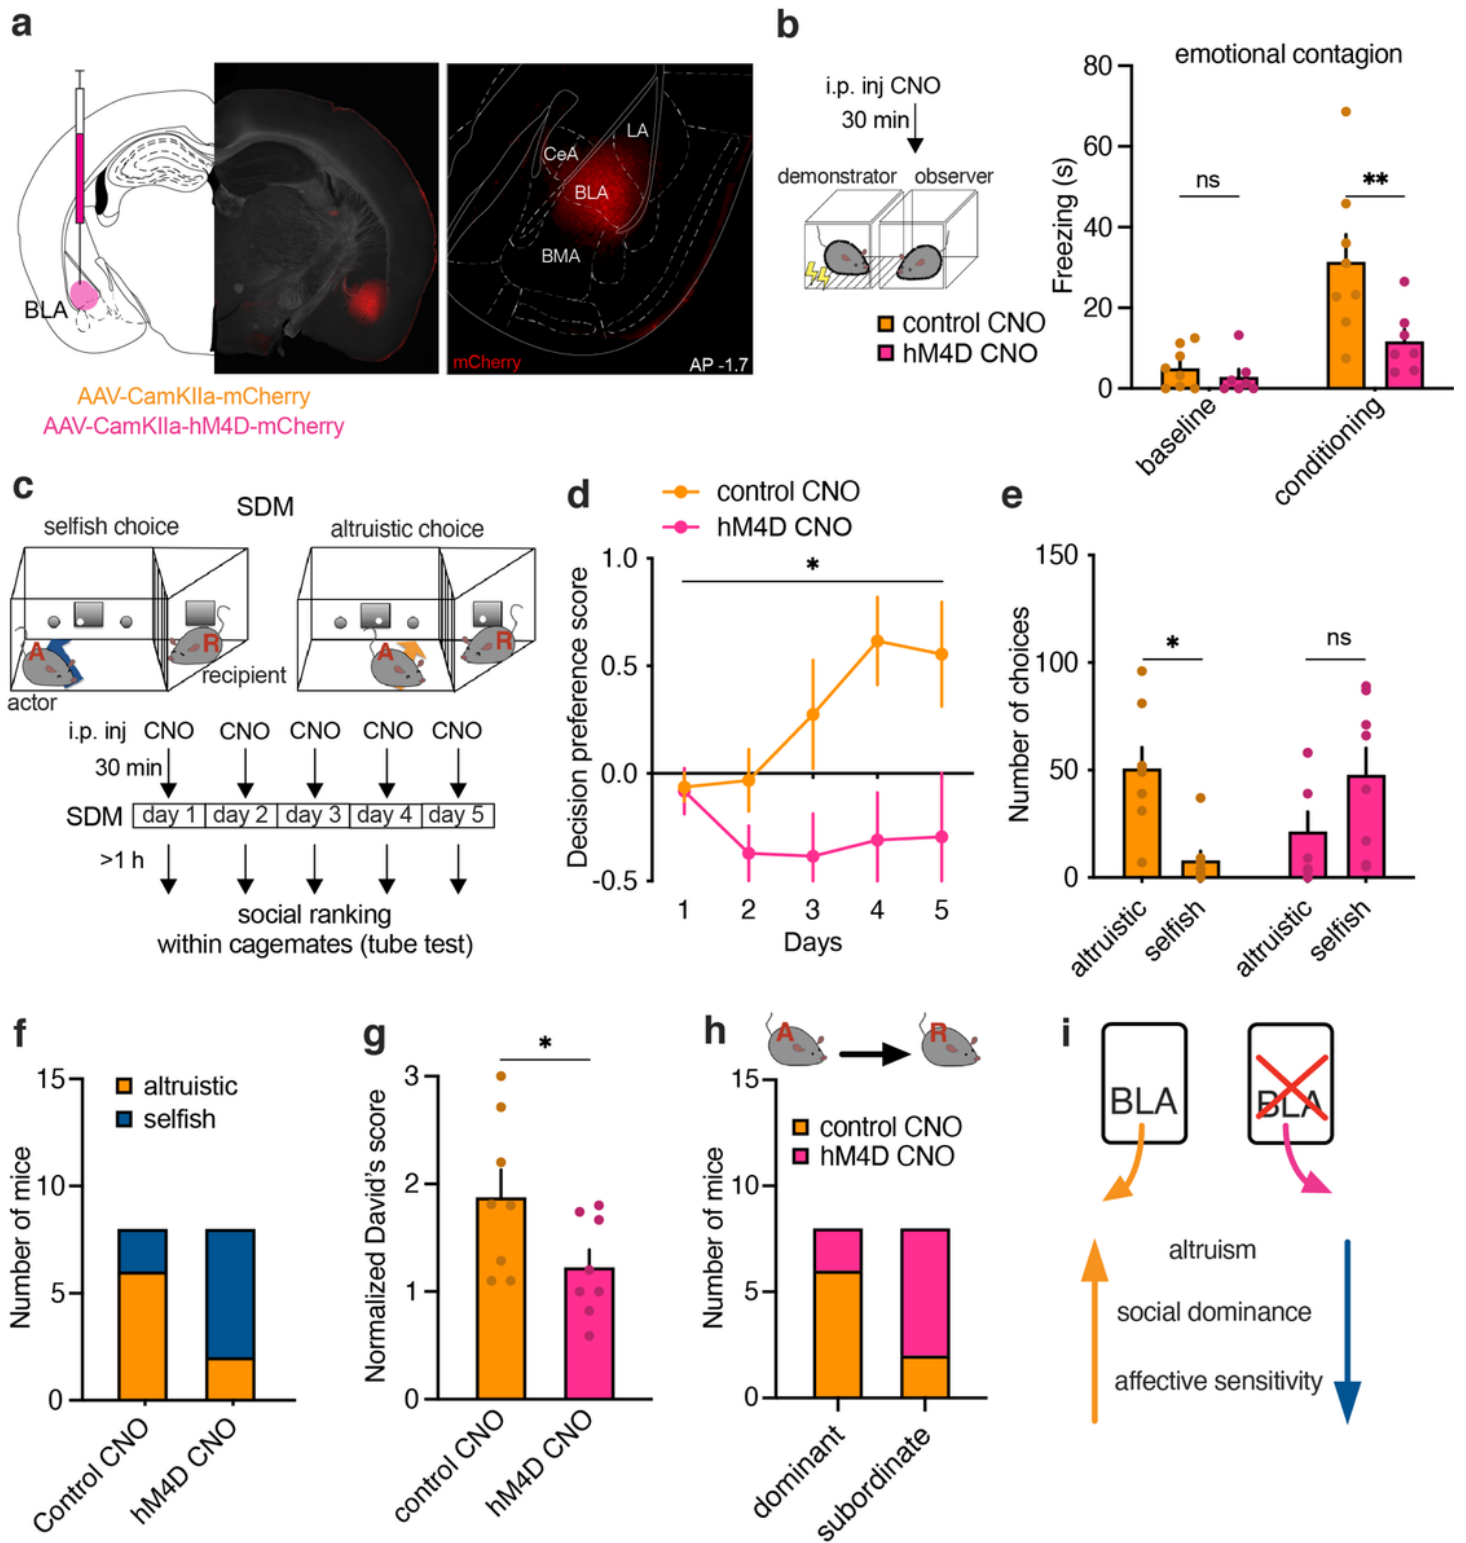 a
BLA
CeA
LA
BLA
BMA
mCherry
AP -1.7
AAV-CamKIIa-mCherry
AAV-CamKIIa-hM4D-mCherry
b
i.p. inj CNO
30 min
demonstrator
observer
control CNO
hM4D CNO
emotional contagion
80
60
40
20
0
Freezing (s)
ns
**
baseline
conditioning
c
SDM
selfish choice
altruistic choice
A
R
A
R
recipient
actor
i.p. inj CNO CNO CNO CNO CNO
30 min
SDM day 1 day 2 day 3 day 4 day 5
>1 h
social ranking
within cagemates (tube test)
d
control CNO
hM4D CNO
1.0
0.5
0.0
-0.5
Decision preference score
*
1 2 3 4 5
Days
e
150
100
50
0
Number of choices
*
ns
altruistic
selfish
altruistic
selfish
f
15
10
5
0
Number of mice
altruistic
selfish
Control CNO
hM4D CNO
g
3
2
1
0
Normalized David's score
*
control CNO
hM4D CNO
h
A
R
15
10
5
0
Number of mice
control CNO
hM4D CNO
dominant
subordinate
i
BLA
BLA
altruism
social dominance
affective sensitivity